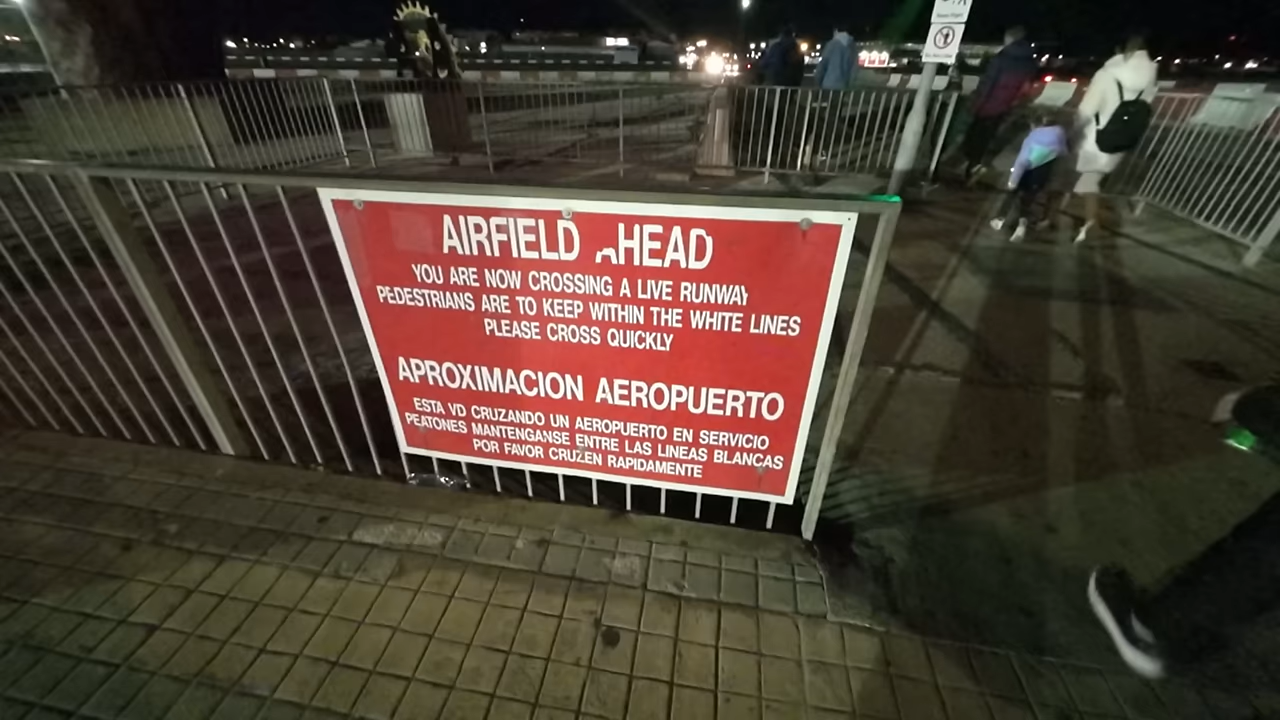 AIRFIELD AHEAD
YOU ARE NOW CROSSING A LIVE RUNWAY
PEDESTRIANS ARE TO KEEP WITHIN THE WHITE LINES
PLEASE CROSS QUICKLY
APROXIMACION AEROPUERTO
ESTA VD CRUZANDO UN AEROPUERTO EN SERVICIO
PEATONES MANTENGANSE ENTRE LAS LINEAS BLANCAS
POR FAVOR CRUZEN RAPIDAMENTE